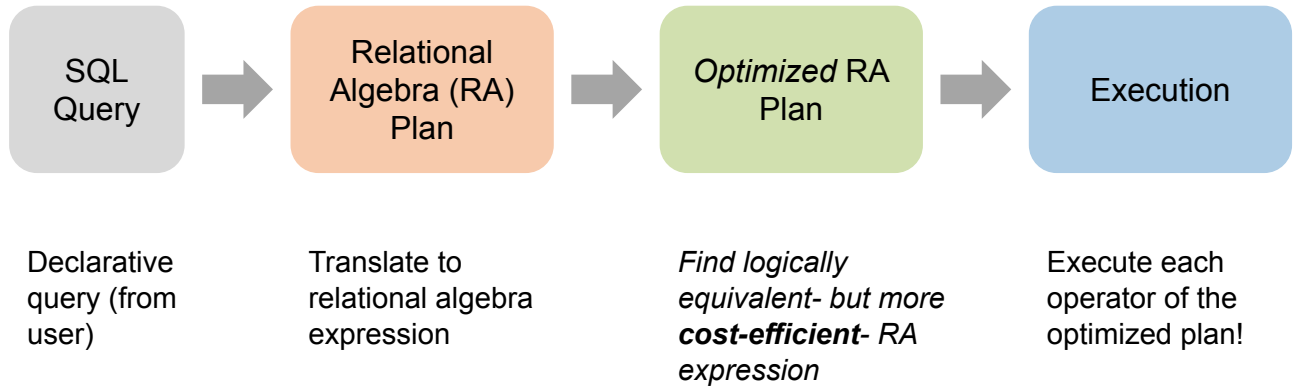 SQL
Query
Relational
Algebra (RA)
Plan
Optimized RA
Plan
Execution
Declarative
query (from
user)
Translate to
relational algebra
expression
Find logically
equivalent- but more
cost-efficient- RA
expression
Execute each
operator of the
optimized plan!